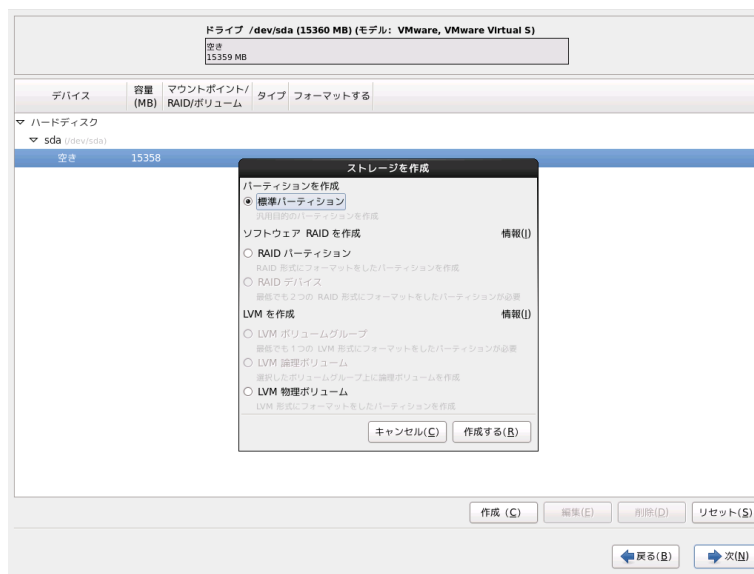 ドライブ /dev/sda (15360 MB) (モデル: VMware, VMware Virtual S)
空き
15359 MB
デバイス
容量
(MB)
マウントポイント/
RAID/ボリューム
タイプ
フォーマットする
ハードディスク
sda (/dev/sda)
空き 15358
ストレージを作成
パーティションを作成
標準パーティション
汎用目的のパーティションを作成
ソフトウェア RAID を作成 情報(I)
RAID パーティション
RAID 形式にフォーマットをしたパーティションを作成
RAID デバイス
最低でも2つの RAID 形式にフォーマットをしたパーティションが必要
LVM を作成 情報(I)
LVM ボリュームグループ
最低でも1つの LVM 形式にフォーマットをしたパーティションが必要
LVM 論理ボリューム
選択したボリュームグループ上に論理ボリュームを作成
LVM 物理ボリューム
LVM 形式にフォーマットをしたパーティションを作成
キャンセル(C) 作成する(R)
作成 (C) 編集(E) 削除(D) リセット(S)
戻る(B) 次(N)